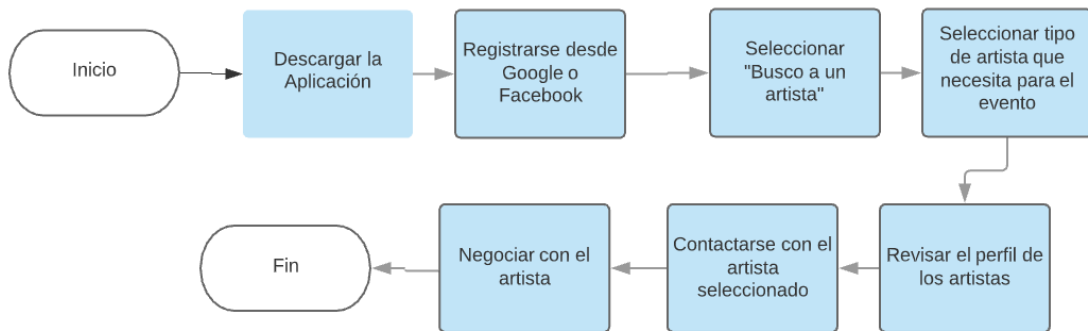 Inicio
Descargar la
Aplicación
Registrarse desde
Google o
Facebook
Seleccionar
"Busco a un
artista"
Seleccionar tipo
de artista que
necesita para el
evento
Revisar el perfil de
los artistas
Contactarse con el
artista
seleccionado
Negociar con el
artista
Fin